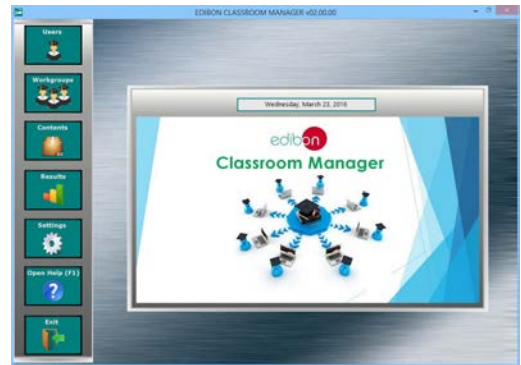 EDIBON CLASSROOM MANAGER v02.00.00
Users
Workgroups
Contents
Results
Settings
Open Help (F1)
?
Exit
Wednesday, March 23, 2016
edibon
Classroom Manager